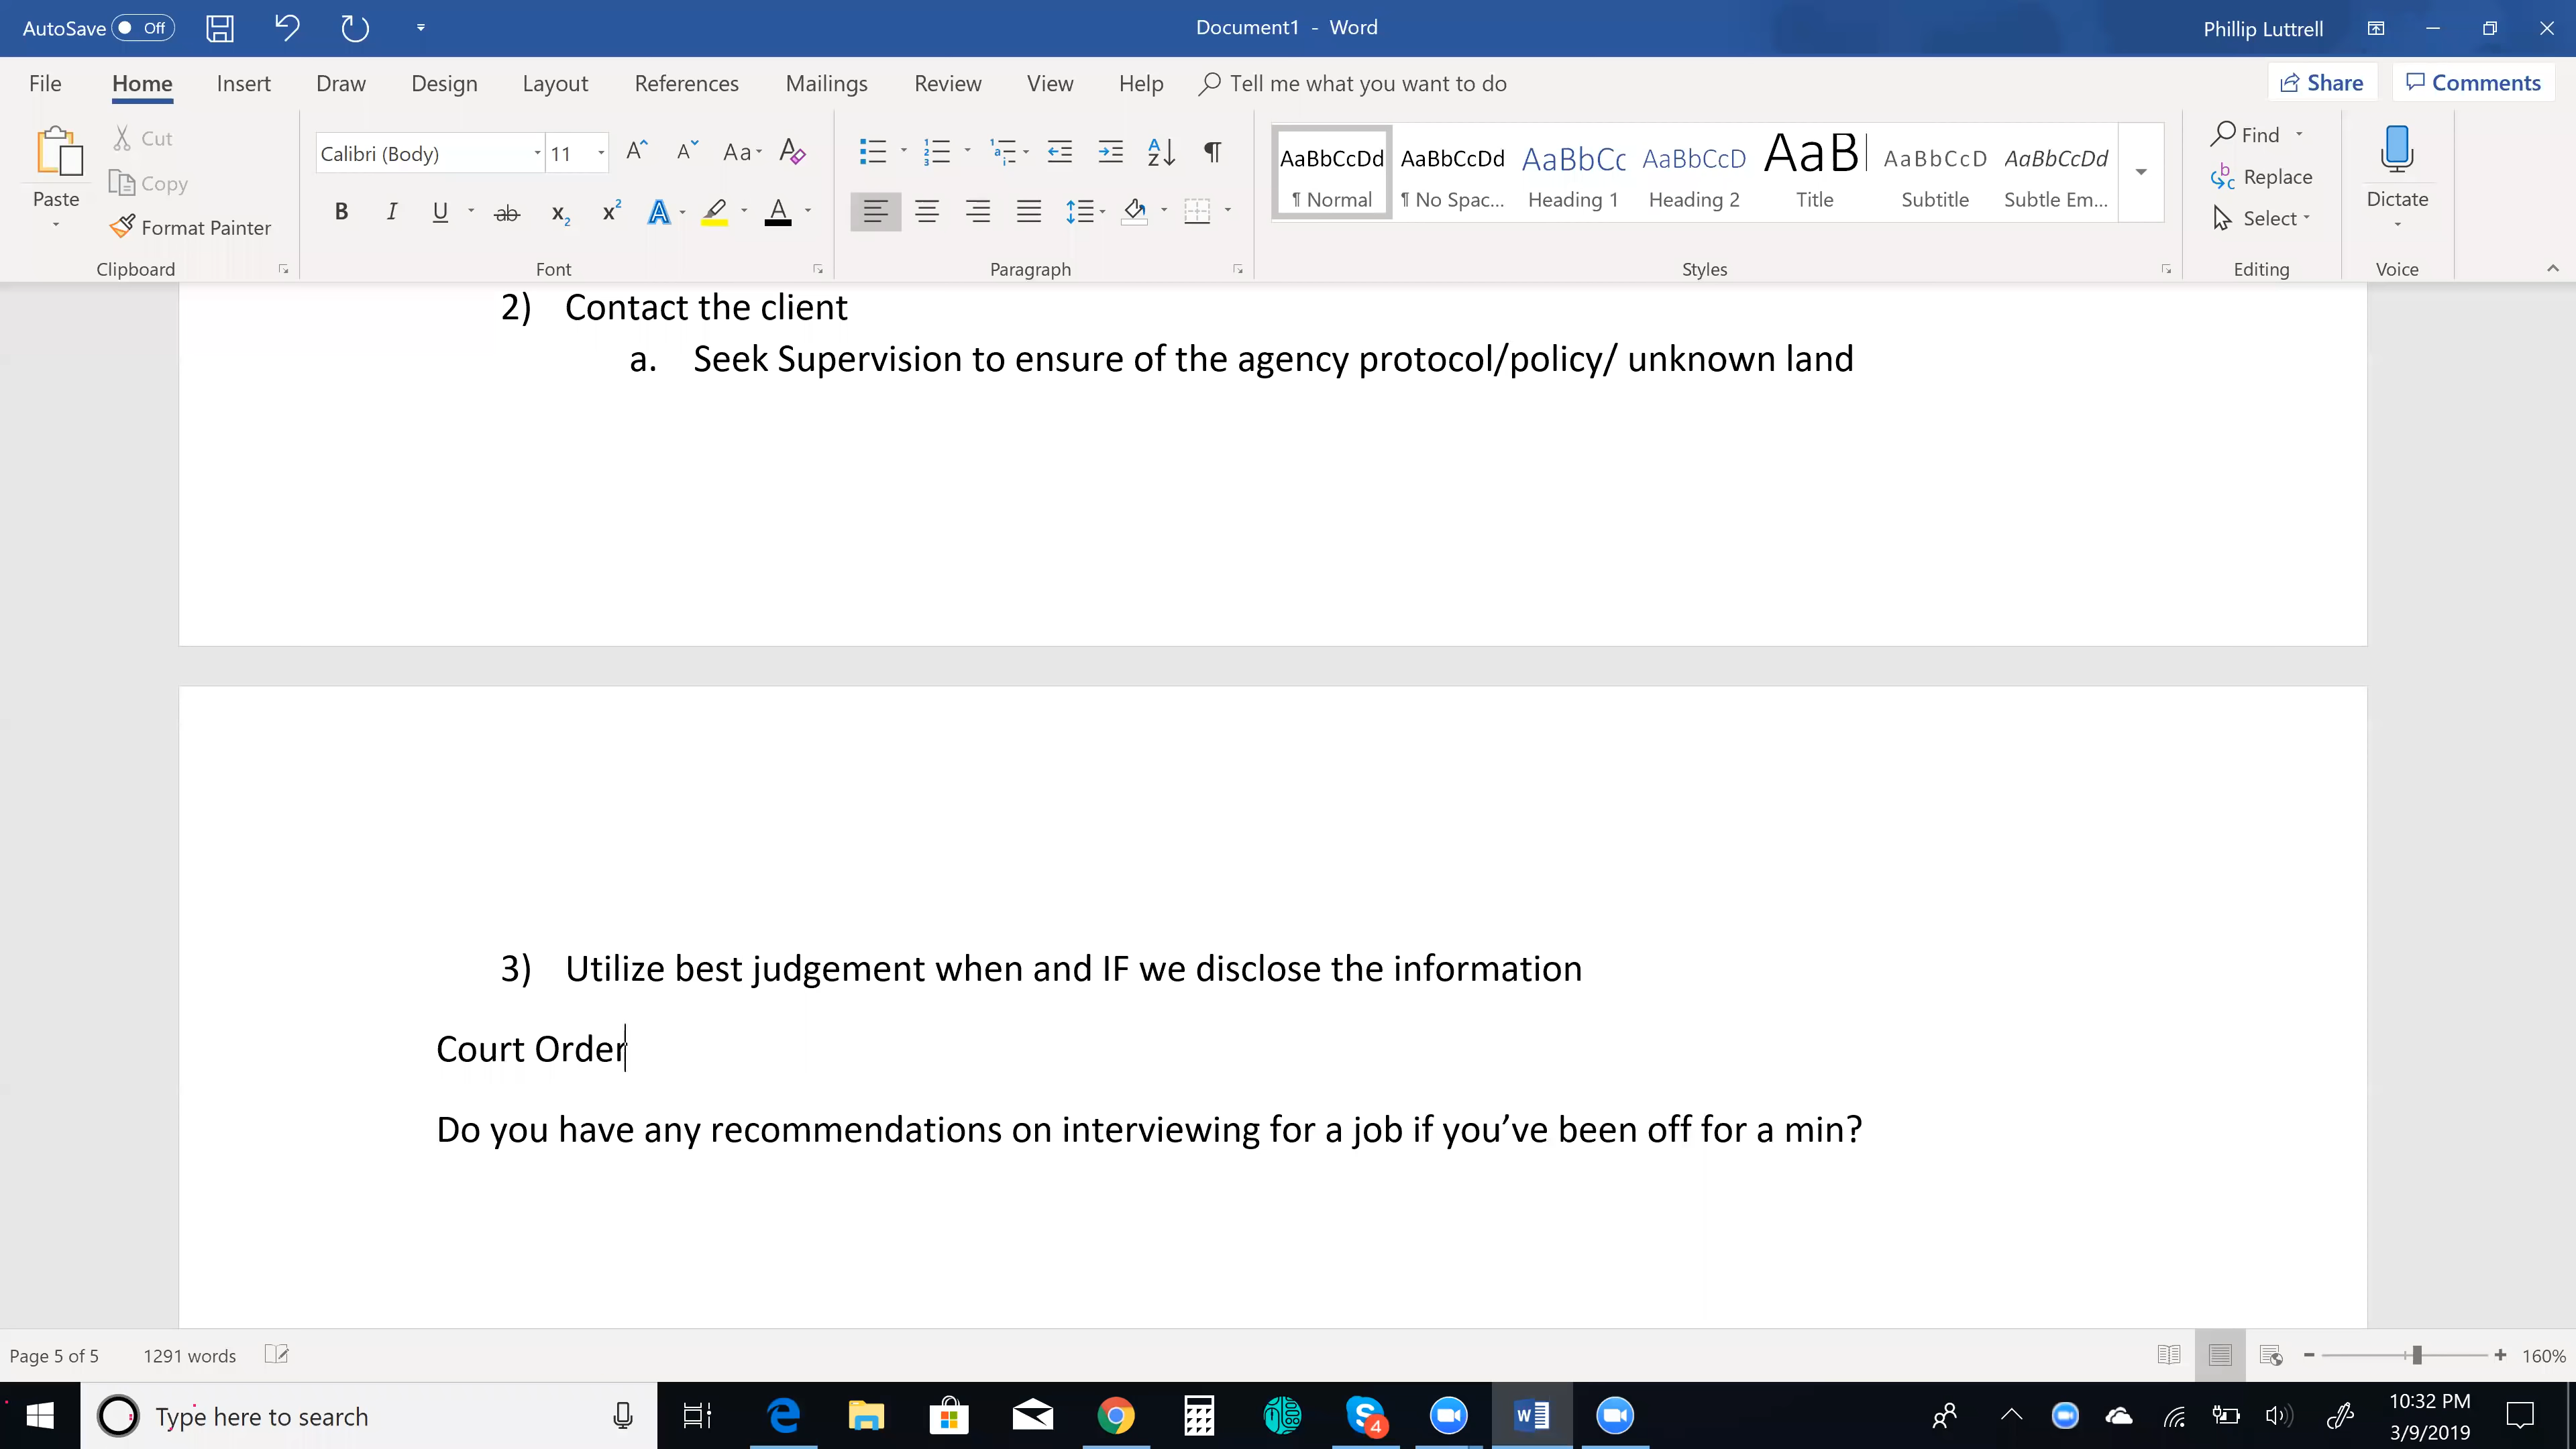 AutoSave Off Document1 - Word Phillip Luttrell
File Home Insert Draw Design Layout References Mailings Review View Help Tell me what you want to do Share Comments
Paste Cut Copy Format Painter
Clipboard
Calibri (Body) 11
Font
Paragraph
AaBbCcDd AaBbCcDd AaBbCc AaBbCcD AaB AaBbCcD AaBbCcDd
¶ Normal ¶ No Spac... Heading 1 Heading 2 Title Subtitle Subtle Em...
Styles
Find
Replace
Select
Editing
Dictate
Voice
2) Contact the client
a. Seek Supervision to ensure of the agency protocol/policy/ unknown land
3) Utilize best judgement when and IF we disclose the information
Court Order
Do you have any recommendations on interviewing for a job if you’ve been off for a min?
Page 5 of 5 1291 words 160%
Type here to search 4 10:32 PM
3/9/2019